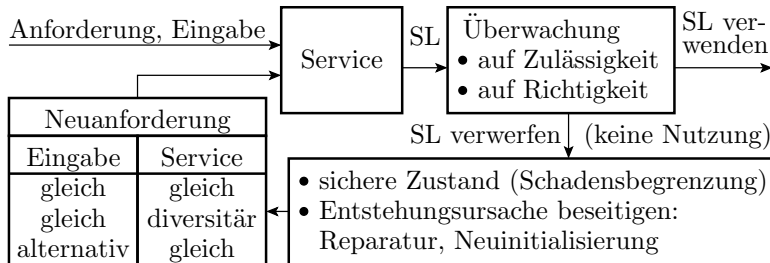 Anforderung, Eingabe
Service
SL
Überwachung
• auf Zulässigkeit
• auf Richtigkeit
SL ver-
wenden
SL verwerfen (keine Nutzung)
Neuanforderung
Eingabe Service
gleich gleich
gleich diversitär
alternativ gleich
• sichere Zustand (Schadensbegrenzung)
• Entstehungsursache beseitigen:
Reparatur, Neuinitialisierung